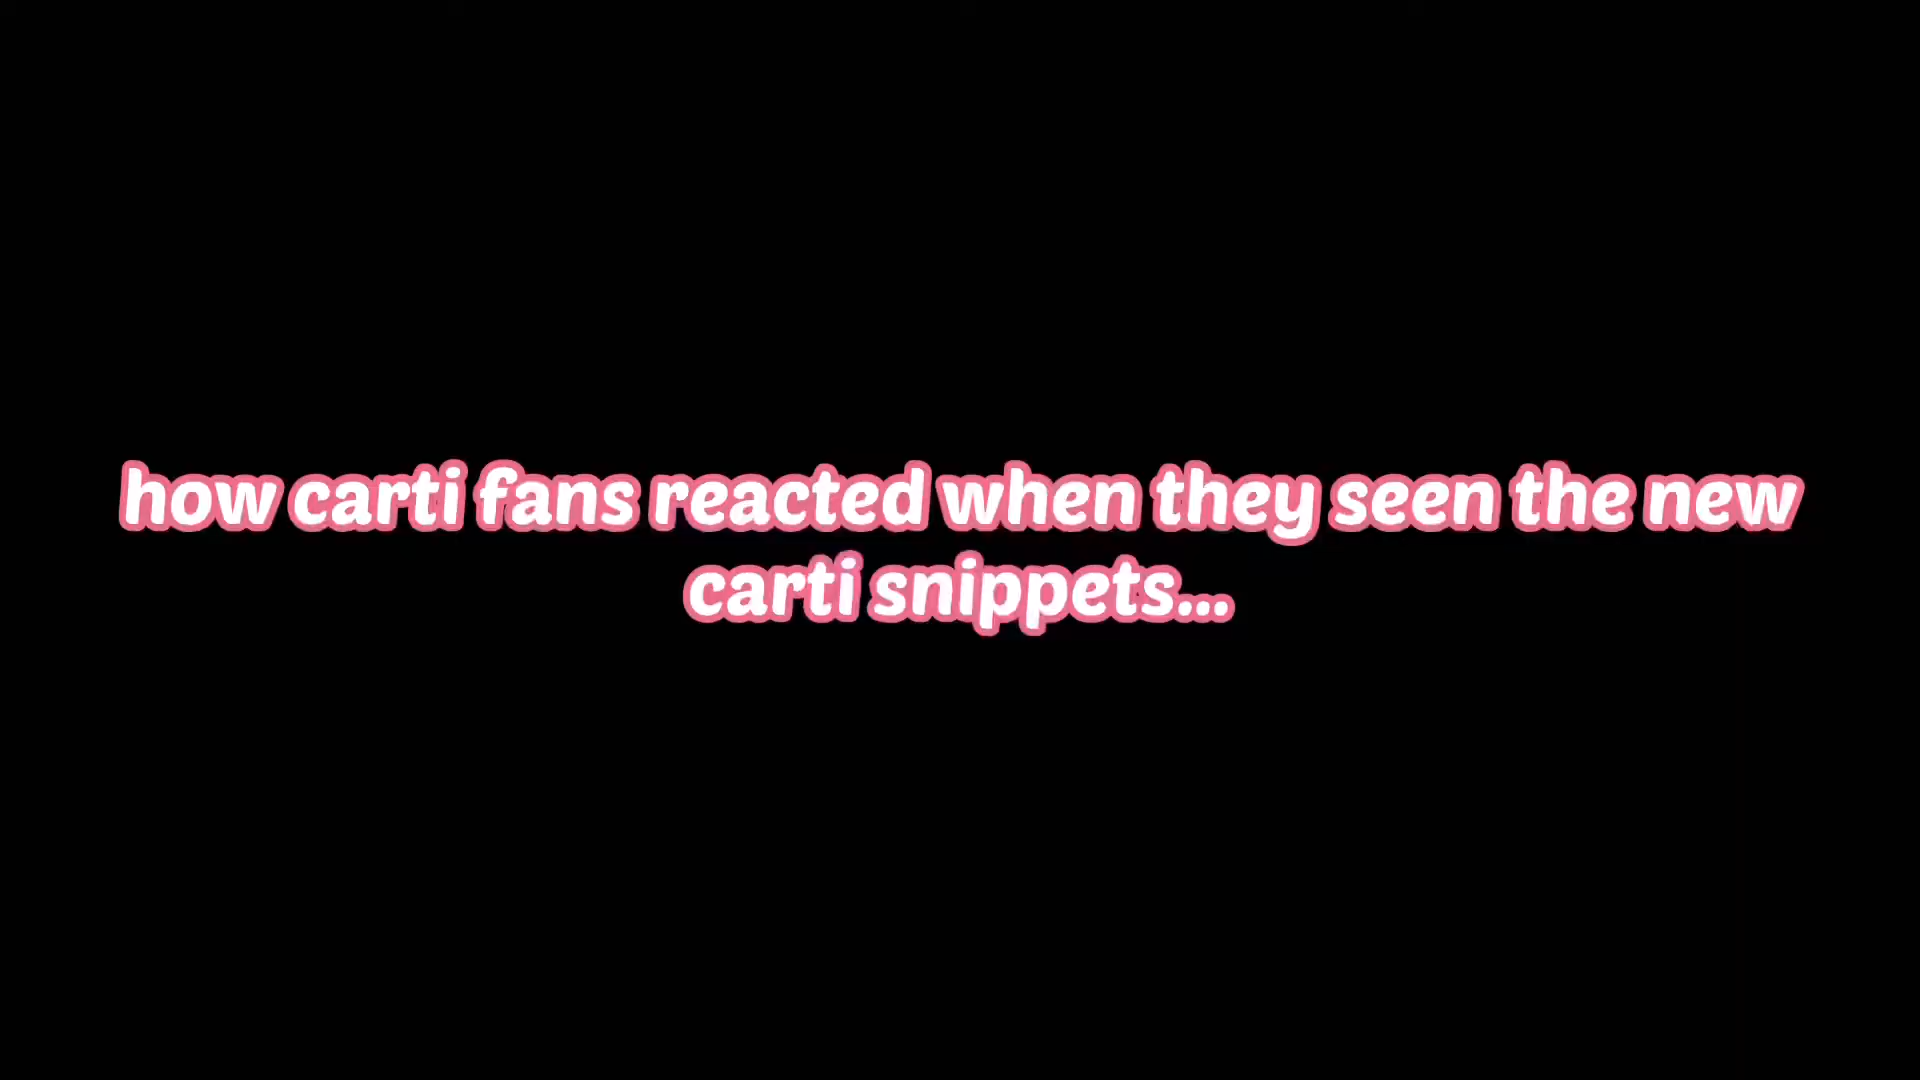 how carti fans reacted when they seen the new
carti snippets...